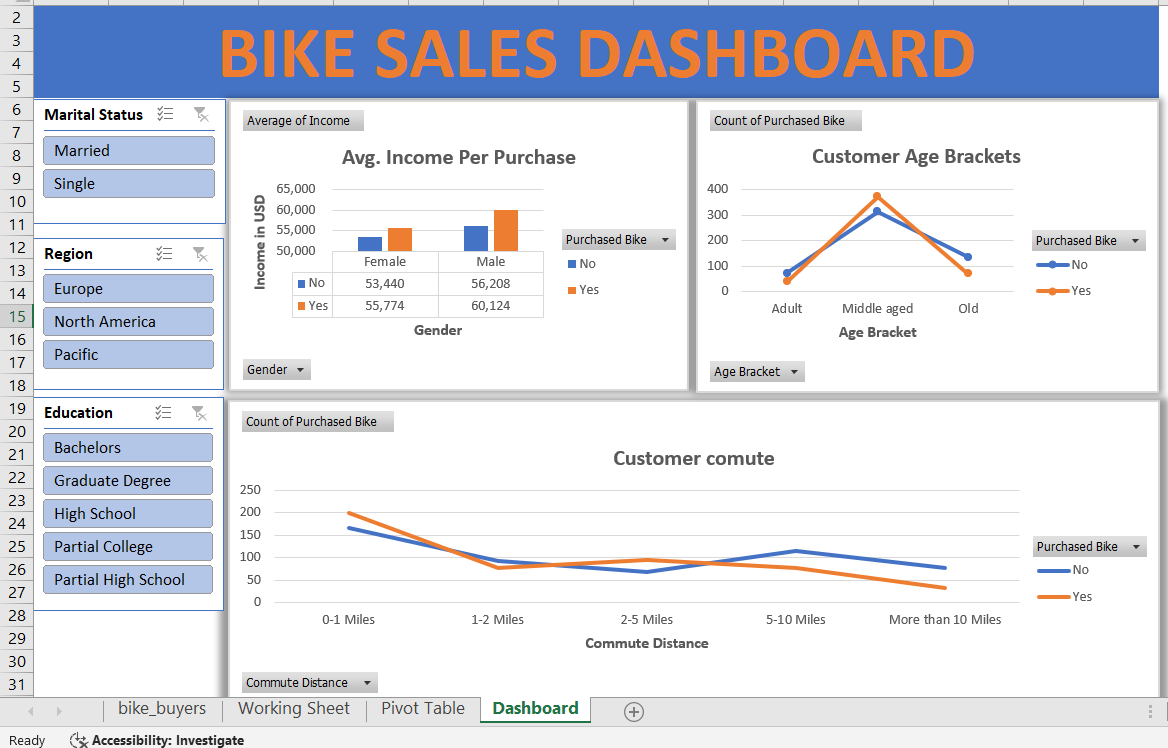 BIKE SALES DASHBOARD
2
3
4
5
6
7
8
9
10
11
12
13
14
15
16
17
18
19
20
21
22
23
24
25
26
27
28
29
30
31
Marital Status
Married
Single
Region
Europe
North America
Pacific
Education
Bachelors
Graduate Degree
High School
Partial College
Partial High School
Average of Income
Avg. Income Per Purchase
Income in USD
65,000
60,000
55,000
50,000
Female Male
No 53,440 56,208
Yes 55,774 60,124
Gender
Purchased Bike
No
Yes
Gender
Count of Purchased Bike
Customer Age Brackets
400
300
200
100
0
Adult Middle aged Old
Age Bracket
Purchased Bike
No
Yes
Age Bracket
Count of Purchased Bike
Customer comute
250
200
150
100
50
0
0-1 Miles 1-2 Miles 2-5 Miles 5-10 Miles More than 10 Miles
Commute Distance
Purchased Bike
No
Yes
Commute Distance
bike_buyers Working Sheet Pivot Table Dashboard
Ready Accessibility: Investigate